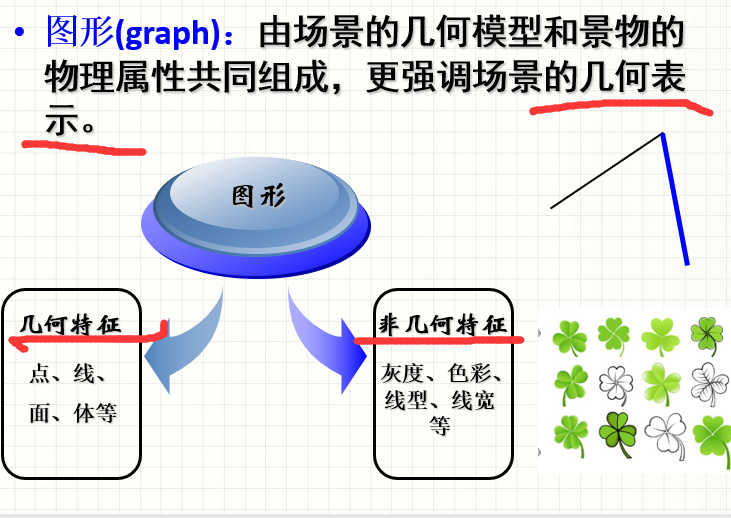 • 图形(graph)：由场景的几何模型和景物的
物理属性共同组成，更强调场景的几何表
示。
图形
几何特征
点、线、
面、体等
非几何特征
灰度、色彩、
线型、线宽
等